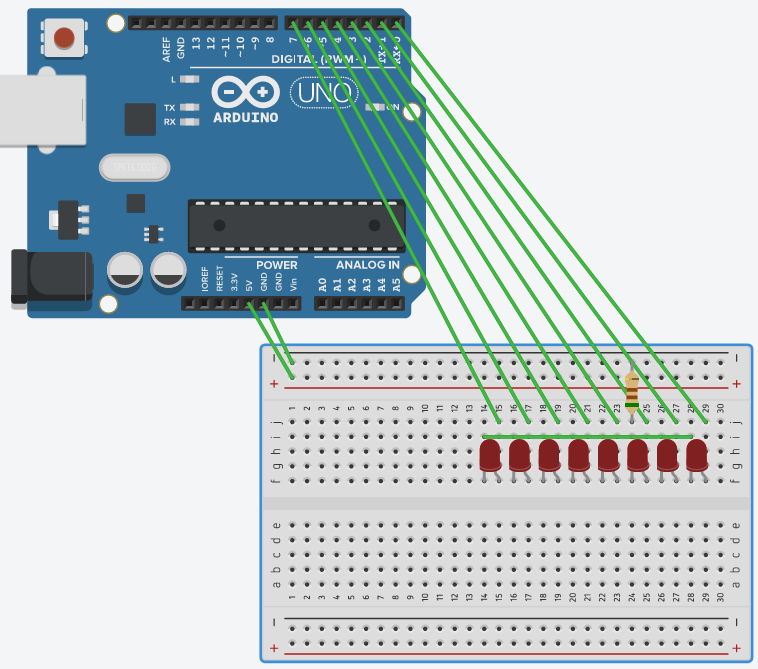 AREF GND 13 12 ~11 ~10 ~9 8 7 ~6 ~5 4 ~3 2 TX→1 RX←0
DIGITAL (PWM~)
L
TX
RX
UNO
ON
ARDUINO
POWER ANALOG IN
IOREF RESET 3.3V 5V GND GND Vin A0 A1 A2 A3 A4 A5
- -
+ +
1 2 3 4 5 6 7 8 9 10 11 12 13 14 15 16 17 18 19 20 21 22 23 24 25 26 27 28 29 30
j j
i i
h h
g g
f f
e e
d d
c c
b b
a a
1 2 3 4 5 6 7 8 9 10 11 12 13 14 15 16 17 18 19 20 21 22 23 24 25 26 27 28 29 30
- -
+ +